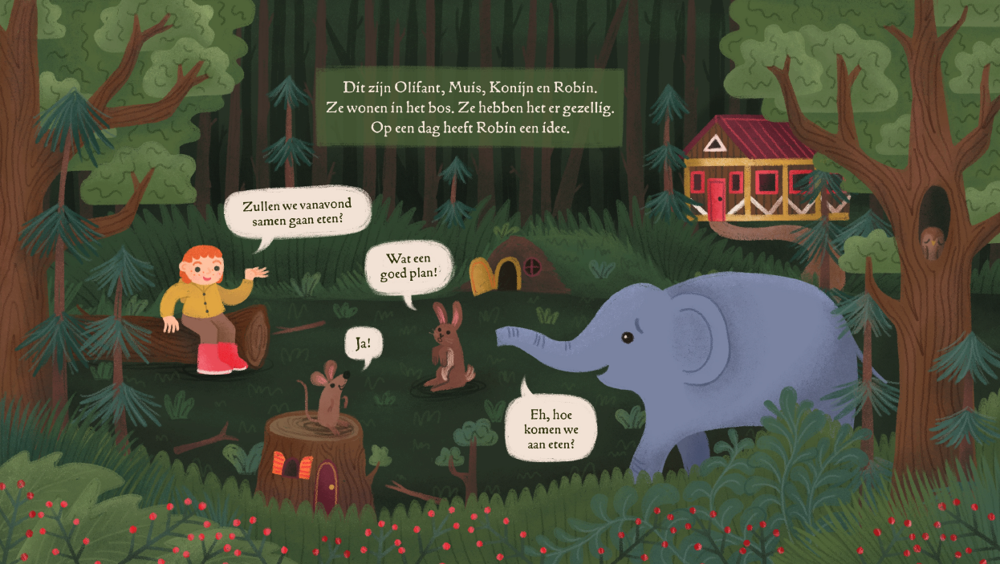 Dit zijn Olifant, Muis, Konijn en Robin.
Ze wonen in het bos. Ze hebben het er gezellig.
Op een dag heeft Robin een idee.
Zullen we vanavond
samen gaan eten?
Wat een
goed plan!
Ja!
Eh, hoe
komen we
aan eten?